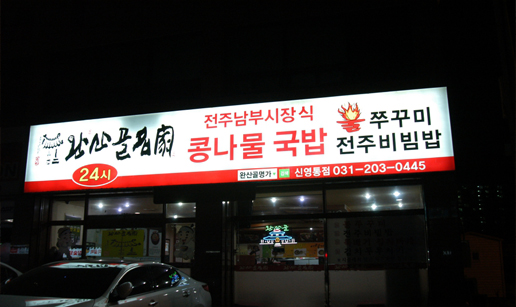 완산골명家
24시
전주남부시장식
콩나물 국밥
쭈꾸미
전주비빔밥
완산골명가
신영통점 031-203-0445